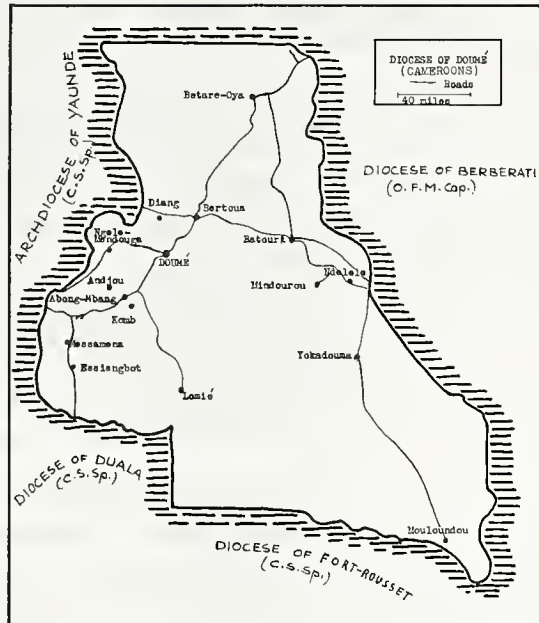 DIOCESE OF DOUMÉ
(CAMEROONS)
Roads
40 miles
ARCHDIOCESE OF YAUNDE
(C.S.Sp.)
Betare-Oya
DIOCESE OF BERBERATI
(O.F.M. Cap.)
Diang
Bertoua
Batouri
DOUMÉ
Andjou
Ndelele
Mindourou
Abong-Mbang
Komb
Messamena
Essiengbot
Yokadouma
Lomié
DIOCESE OF DUALA
(C.S.Sp.)
Mouloundou
DIOCESE OF FORT-ROUSSET
(C.S.Sp.)